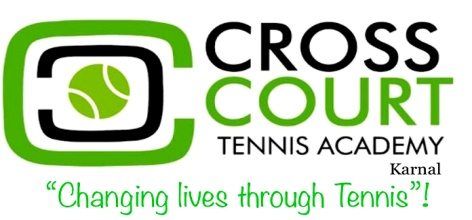 CROSS
COURT
TENNIS ACADEMY
Karnal
“Changing lives through Tennis”!